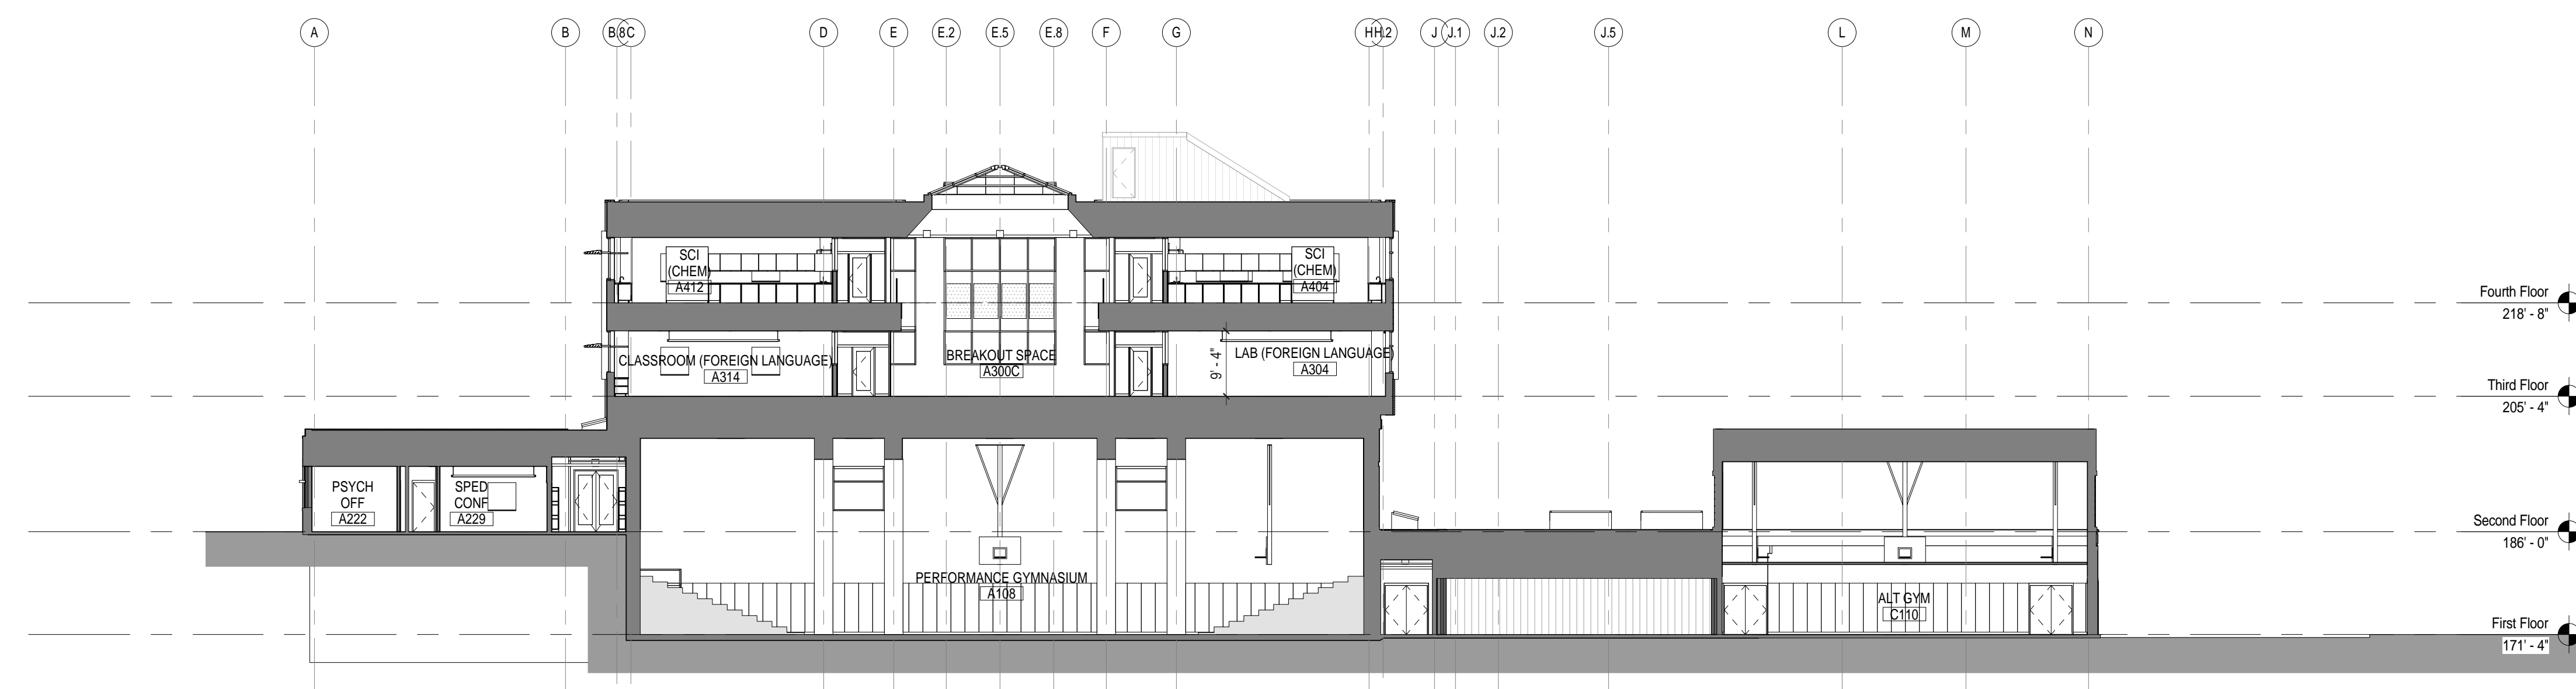 A
B
B.8
C
D
E
E.2
E.5
E.8
F
G
H
H.2
J
J.1
J.2
J.5
L
M
N
SCI
(CHEM)
A412
SCI
(CHEM)
A404
Fourth Floor
218' - 8"
CLASSROOM (FOREIGN LANGUAGE)
A314
BREAKOUT SPACE
A300C
9' - 4"
LAB (FOREIGN LANGUAGE)
A304
Third Floor
205' - 4"
PSYCH
OFF
A222
SPED
CONF
A229
Second Floor
186' - 0"
PERFORMANCE GYMNASIUM
A108
ALT GYM
C110
First Floor
171' - 4"